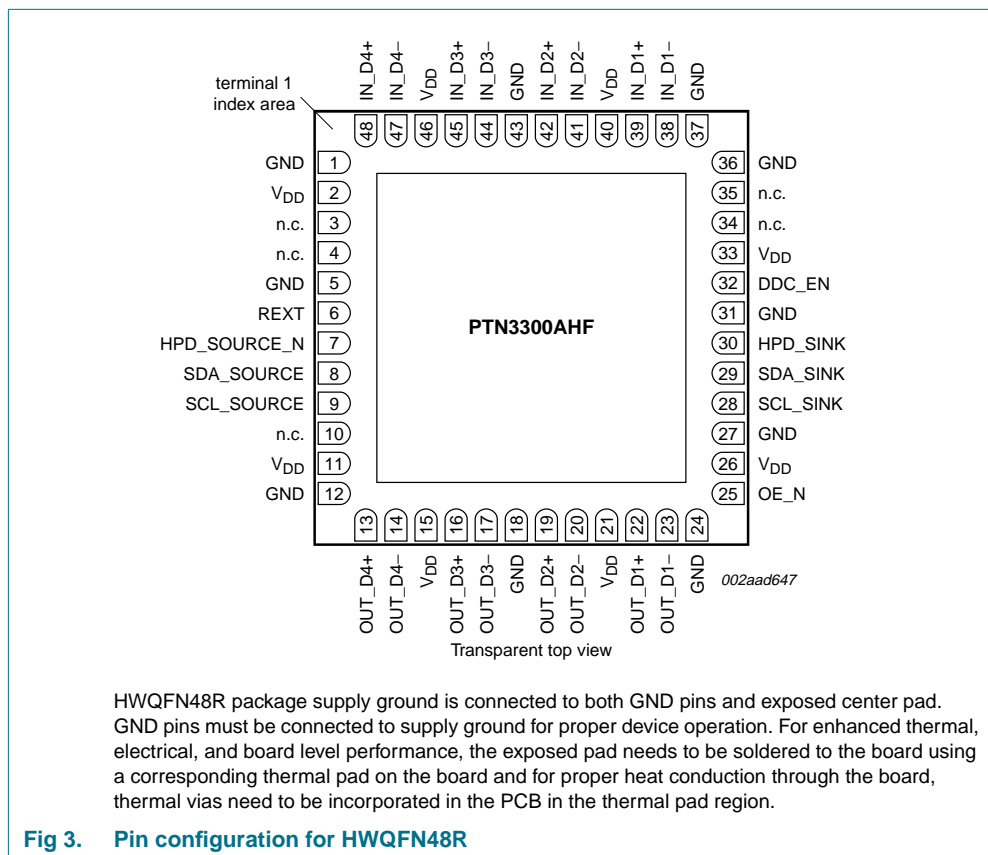 IN_D4+
IN_D4−
VDD
IN_D3+
IN_D3−
GND
IN_D2+
IN_D2−
VDD
IN_D1+
IN_D1−
GND
terminal 1
index area
48 47 46 45 44 43 42 41 40 39 38 37
GND 1
VDD 2
n.c. 3
n.c. 4
GND 5
REXT 6
HPD_SOURCE_N 7
SDA_SOURCE 8
SCL_SOURCE 9
n.c. 10
VDD 11
GND 12
PTN3300AHF
36 GND
35 n.c.
34 n.c.
33 VDD
32 DDC_EN
31 GND
30 HPD_SINK
29 SDA_SINK
28 SCL_SINK
27 GND
26 VDD
25 OE_N
13 14 15 16 17 18 19 20 21 22 23 24
OUT_D4+
OUT_D4−
VDD
OUT_D3+
OUT_D3−
GND
OUT_D2+
OUT_D2−
VDD
OUT_D1+
OUT_D1−
GND
002aad647
Transparent top view
HWQFN48R package supply ground is connected to both GND pins and exposed center pad.
GND pins must be connected to supply ground for proper device operation. For enhanced thermal,
electrical, and board level performance, the exposed pad needs to be soldered to the board using
a corresponding thermal pad on the board and for proper heat conduction through the board,
thermal vias need to be incorporated in the PCB in the thermal pad region.
Fig 3. Pin configuration for HWQFN48R